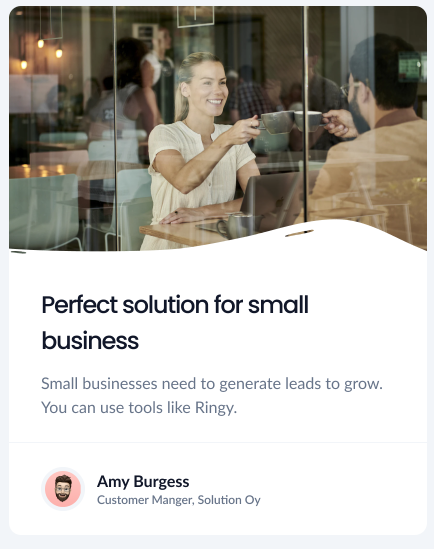 Perfect solution for small
business
Small businesses need to generate leads to grow.
You can use tools like Ringy.
Amy Burgess
Customer Manger, Solution Oy